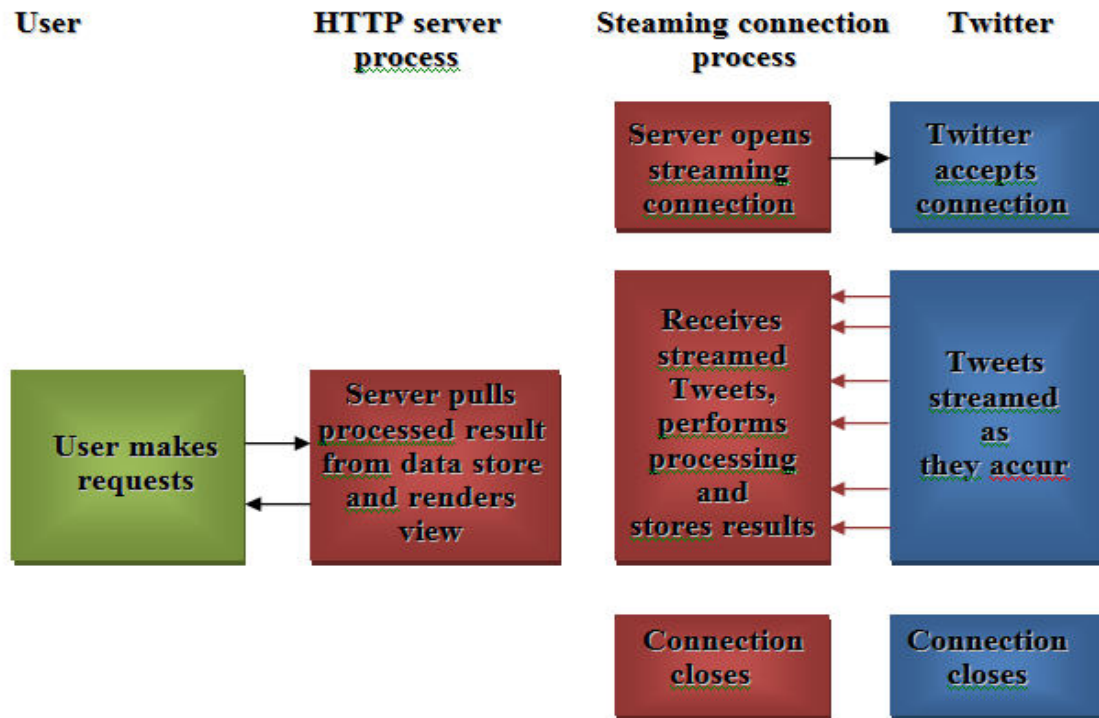 User
HTTP server
process
Steaming connection
process
Twitter
Server opens
streaming
connection
Twitter
accepts
connection
User makes
requests
Server pulls
processed result
from data store
and renders
view
Receives
streamed
Tweets,
performs
processing
and
stores results
Tweets
streamed
as
they accur
Connection
closes
Connection
closes